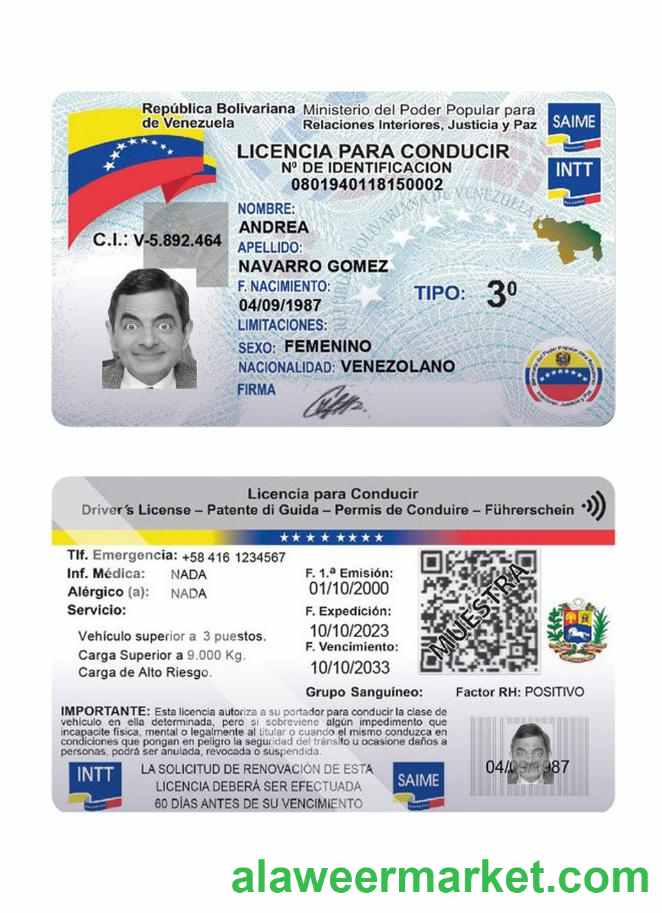 República Bolivariana
de Venezuela
Ministerio del Poder Popular para
Relaciones Interiores, Justicia y Paz
SAIME
LICENCIA PARA CONDUCIR
Nº DE IDENTIFICACION
0801940118150002
INTT
C.I.: V-5.892.464
NOMBRE:
ANDREA
APELLIDO:
NAVARRO GOMEZ
F. NACIMIENTO:
04/09/1987
TIPO: 3º
LIMITACIONES:
SEXO: FEMENINO
NACIONALIDAD: VENEZOLANO
FIRMA
Licencia para Conducir
Driver´s License – Patente di Guida – Permis de Conduire – Führerschein
Tlf. Emergencia: +58 416 1234567
Inf. Médica: NADA
Alérgico (a): NADA
Servicio:
Vehículo superior a 3 puestos.
Carga Superior a 9.000 Kg.
Carga de Alto Riesgo.
F. 1.ª Emisión:
01/10/2000
F. Expedición:
10/10/2023
F. Vencimiento:
10/10/2033
MUESTRA
Grupo Sanguíneo: Factor RH: POSITIVO
IMPORTANTE: Esta licencia autoriza a su portador para conducir la clase de
vehículo en ella determinada, pero si sobreviene algún impedimento que
incapacite física, mental o legalmente al titular o cuando el mismo conduzca en
condiciones que pongan en peligro la seguridad del tránsito u ocasione daños a
personas, podrá ser anulada, revocada o suspendida.
INTT
LA SOLICITUD DE RENOVACIÓN DE ESTA
LICENCIA DEBERÁ SER EFECTUADA
60 DÍAS ANTES DE SU VENCIMIENTO
SAIME
alaweermarket.com